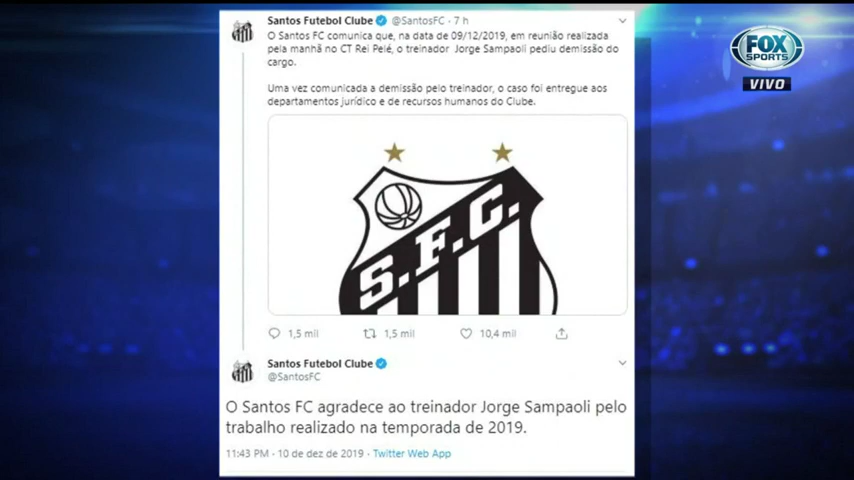 Santos Futebol Clube @SantosFC · 7 h
O Santos FC comunica que, na data de 09/12/2019, em reunião realizada
pela manhã no CT Rei Pelé, o treinador Jorge Sampaoli pediu demissão do
cargo.
Uma vez comunicada a demissão pelo treinador, o caso foi entregue aos
departamentos jurídico e de recursos humanos do Clube.
FOX
SPORTS
VIVO
S.F.C.
1,5 mil 1,5 mil 10,4 mil
Santos Futebol Clube
@SantosFC
O Santos FC agradece ao treinador Jorge Sampaoli pelo
trabalho realizado na temporada de 2019.
11:43 PM · 10 de dez de 2019 · Twitter Web App